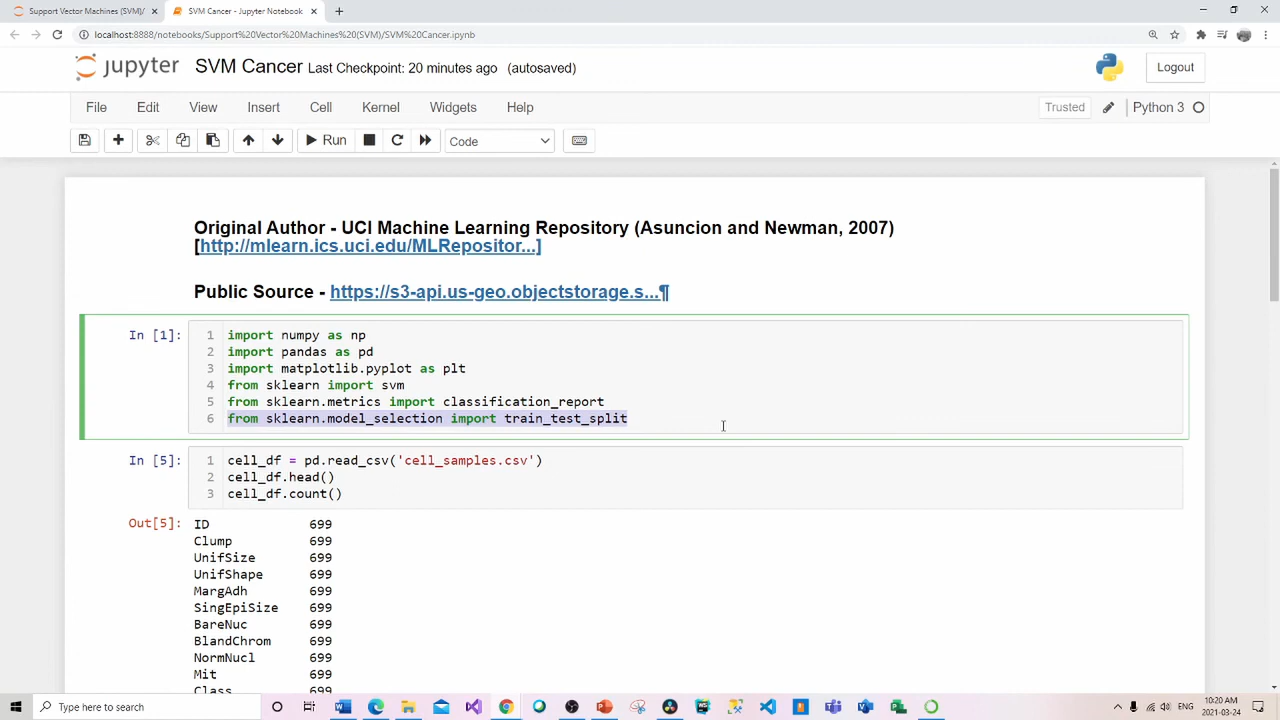 Support Vector Machines (SVM)/
SVM Cancer - Jupyter Notebook
localhost:8888/notebooks/Support%20Vector%20Machines%20(SVM)/SVM%20Cancer.ipynb
jupyter SVM Cancer Last Checkpoint: 20 minutes ago (autosaved)
Logout
File Edit View Insert Cell Kernel Widgets Help
Trusted Python 3
Run Code
Original Author - UCI Machine Learning Repository (Asuncion and Newman, 2007)
[http://mlearn.ics.uci.edu/MLRepositor...]
Public Source - https://s3-api.us-geo.objectstorage.s...¶
In [1]:
1 import numpy as np
2 import pandas as pd
3 import matplotlib.pyplot as plt
4 from sklearn import svm
5 from sklearn.metrics import classification_report
6 from sklearn.model_selection import train_test_split
In [5]:
1 cell_df = pd.read_csv('cell_samples.csv')
2 cell_df.head()
3 cell_df.count()
Out[5]:
ID 699
Clump 699
UnifSize 699
UnifShape 699
MargAdh 699
SingEpiSize 699
BareNuc 699
BlandChrom 699
NormNucl 699
Mit 699
Class 699
Type here to search
ENG
10:20 AM
2021-03-24